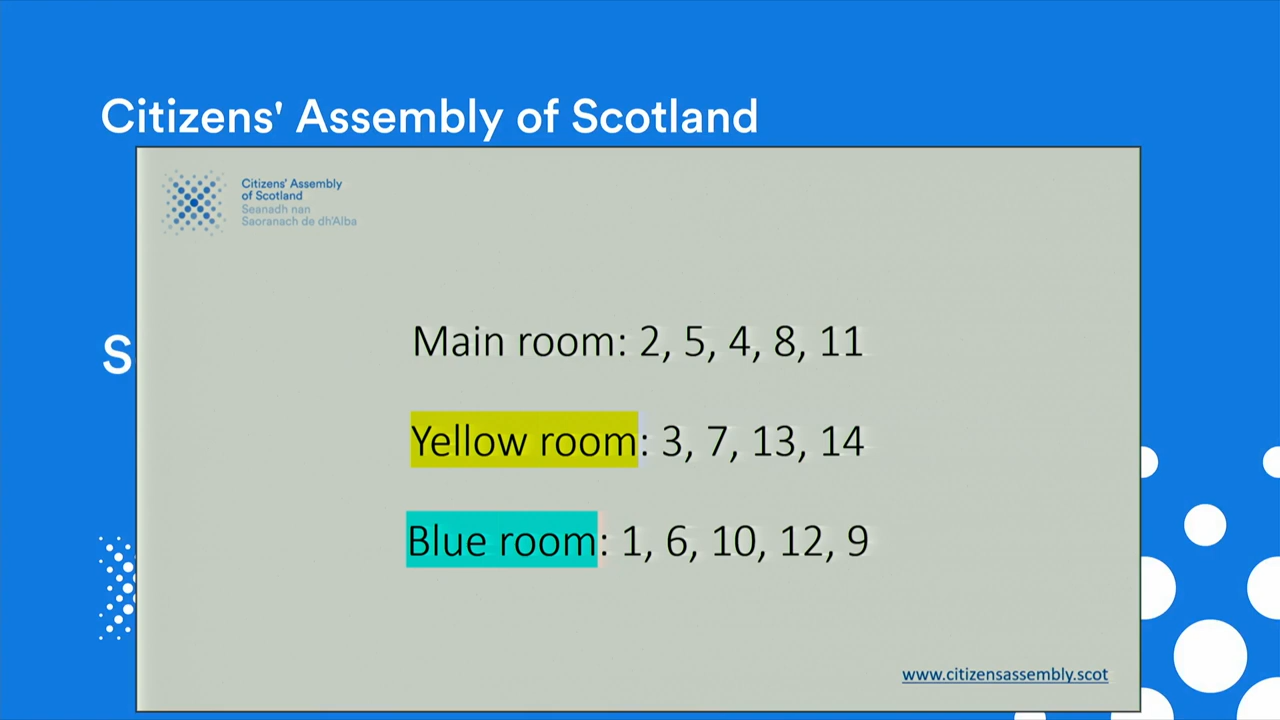 Citizens' Assembly of Scotland
Citizens' Assembly
of Scotland
Seanadh nan
Saoranach de dh'Alba
S
Main room: 2, 5, 4, 8, 11
Yellow room: 3, 7, 13, 14
Blue room: 1, 6, 10, 12, 9
www.citizensassembly.scot